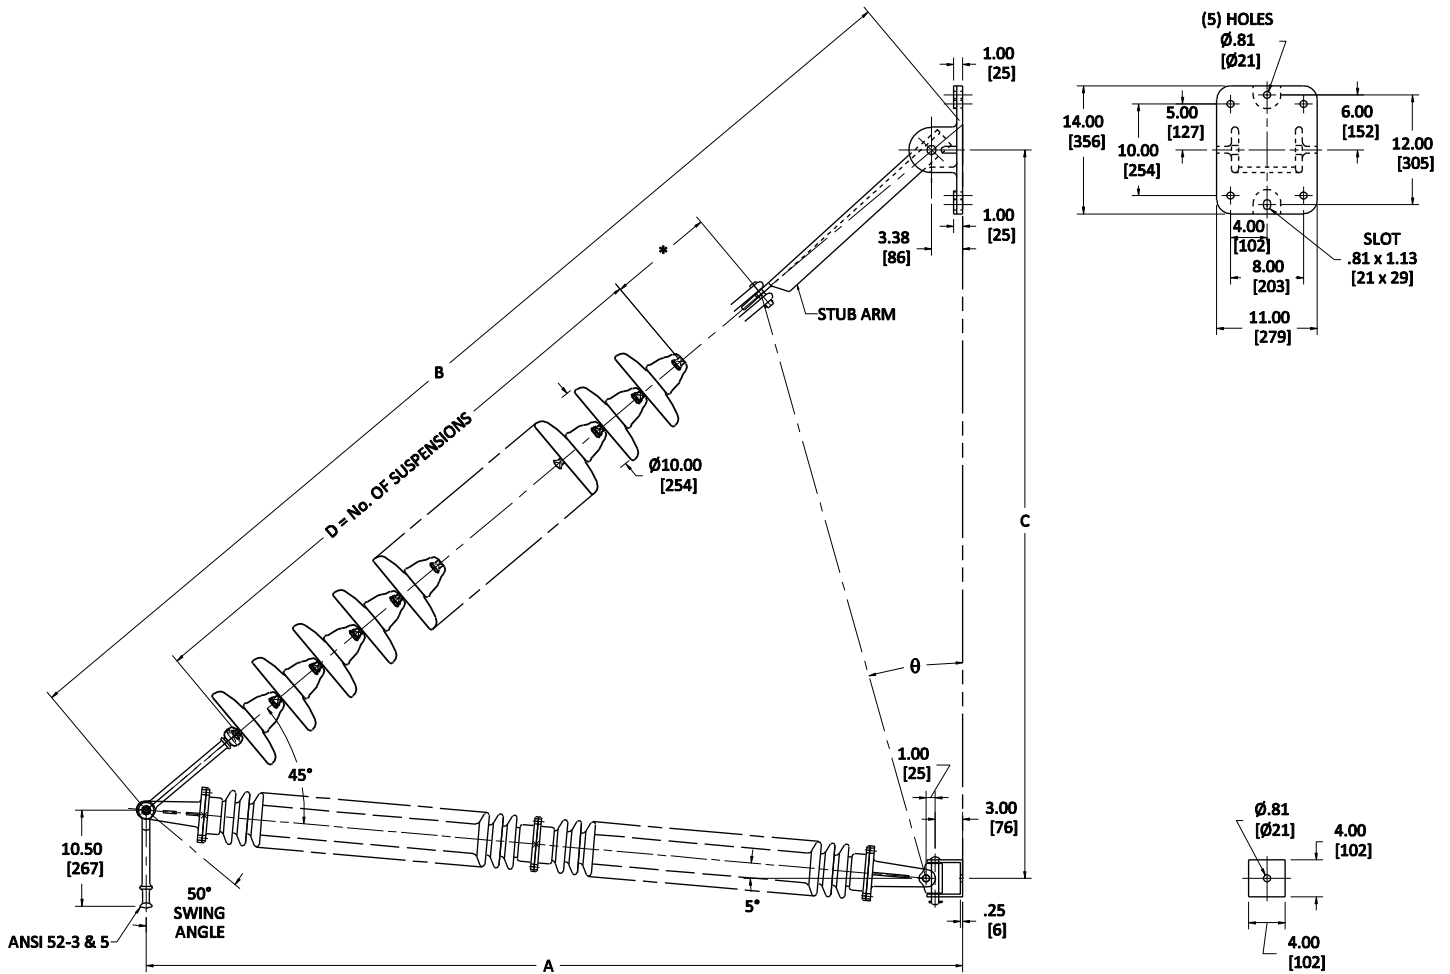 (5) HOLES
Ø.81
[Ø21]
1.00
[25]
14.00
[356]
5.00
[127]
10.00
[254]
6.00
[152]
12.00
[305]
4.00
[102]
8.00
[203]
11.00
[279]
SLOT
.81 x 1.13
[21 x 29]
1.00
[25]
3.38
[86]
*
STUB ARM
B
D = No. OF SUSPENSIONS
Ø10.00
[254]
C
θ
45°
1.00
[25]
3.00
[76]
10.50
[267]
50°
SWING
ANGLE
5°
.25
[6]
ANSI 52-3 & 5
A
Ø.81
[Ø21]
4.00
[102]
4.00
[102]